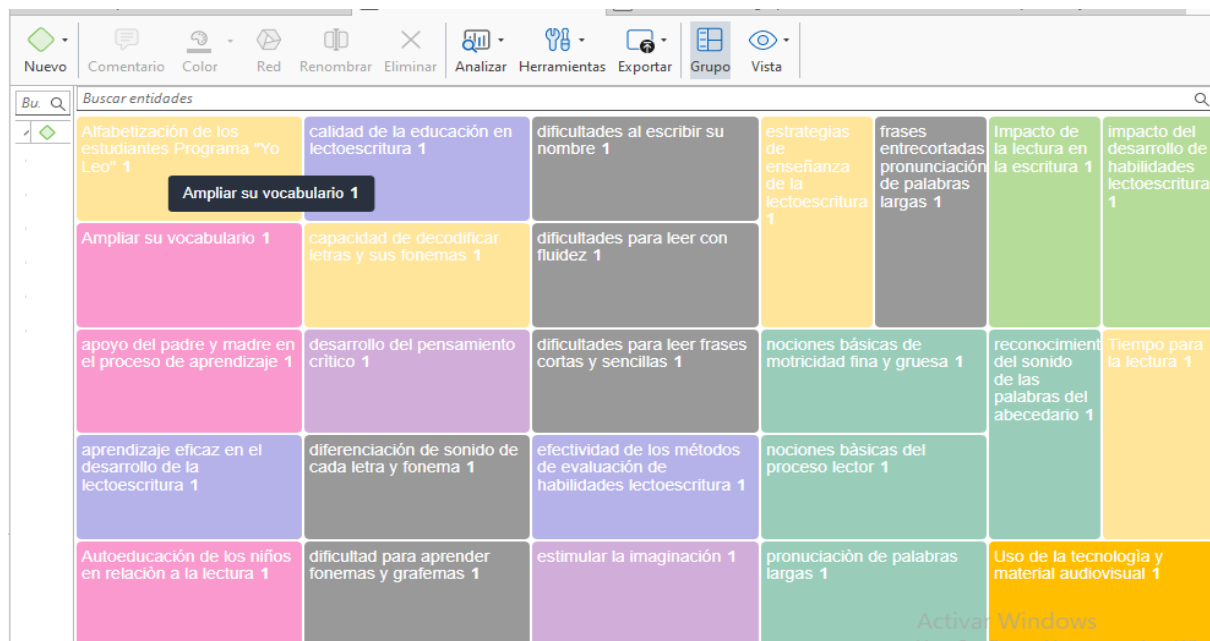 Nuevo
Comentario
Color
Red
Renombrar
Eliminar
Analizar
Herramientas
Exportar
Grupo
Vista
Bu.
Buscar entidades
Alfabetización de los
estudiantes Programa "Yo
Leo" 1
Ampliar su vocabulario 1
calidad de la educación en
lectoescritura 1
dificultades al escribir su
nombre 1
estrategias
de
enseñanza
de la
lectoescritura
1
frases
entrecortadas
pronunciación
de palabras
largas 1
Impacto de
la lectura en
la escritura 1
impacto del
desarrollo de
habilidades
lectoescritura
1
Ampliar su vocabulario 1
capacidad de decodificar
letras y sus fonemas 1
dificultades para leer con
fluidez 1
apoyo del padre y madre en
el proceso de aprendizaje 1
desarrollo del pensamiento
crìtico 1
dificultades para leer frases
cortas y sencillas 1
nociones básicas de
motricidad fina y gruesa 1
reconocimient
del sonido
de las
palabras del
abecedario 1
Tiempo para
la lectura 1
aprendizaje eficaz en el
desarrollo de la
lectoescritura 1
diferenciación de sonido de
cada letra y fonema 1
efectividad de los métodos
de evaluación de
habilidades lectoescritura 1
nociones bàsicas del
proceso lector 1
Autoeducación de los niños
en relaciòn a la lectura 1
dificultad para aprender
fonemas y grafemas 1
estimular la imaginación 1
pronuciaciòn de palabras
largas 1
Uso de la tecnologìa y
material audiovisual 1
Activar Windows